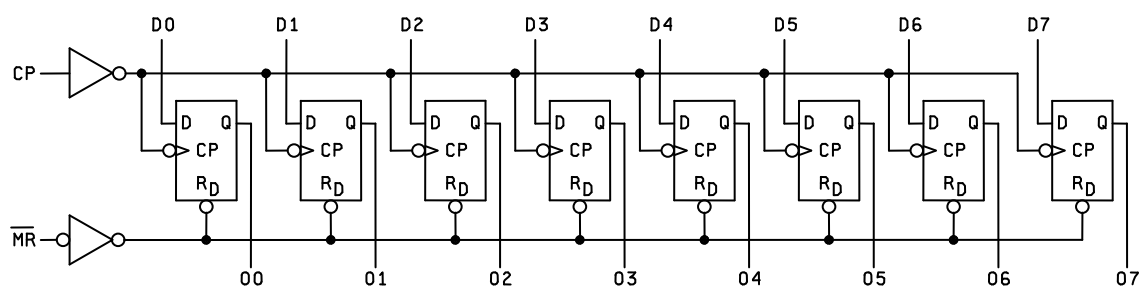 D0 D1 D2 D3 D4 D5 D6 D7
CP
D Q D Q D Q D Q D Q D Q D Q D Q
CP CP CP CP CP CP CP CP
RD RD RD RD RD RD RD RD
MR
O0 O1 O2 O3 O4 O5 O6 O7